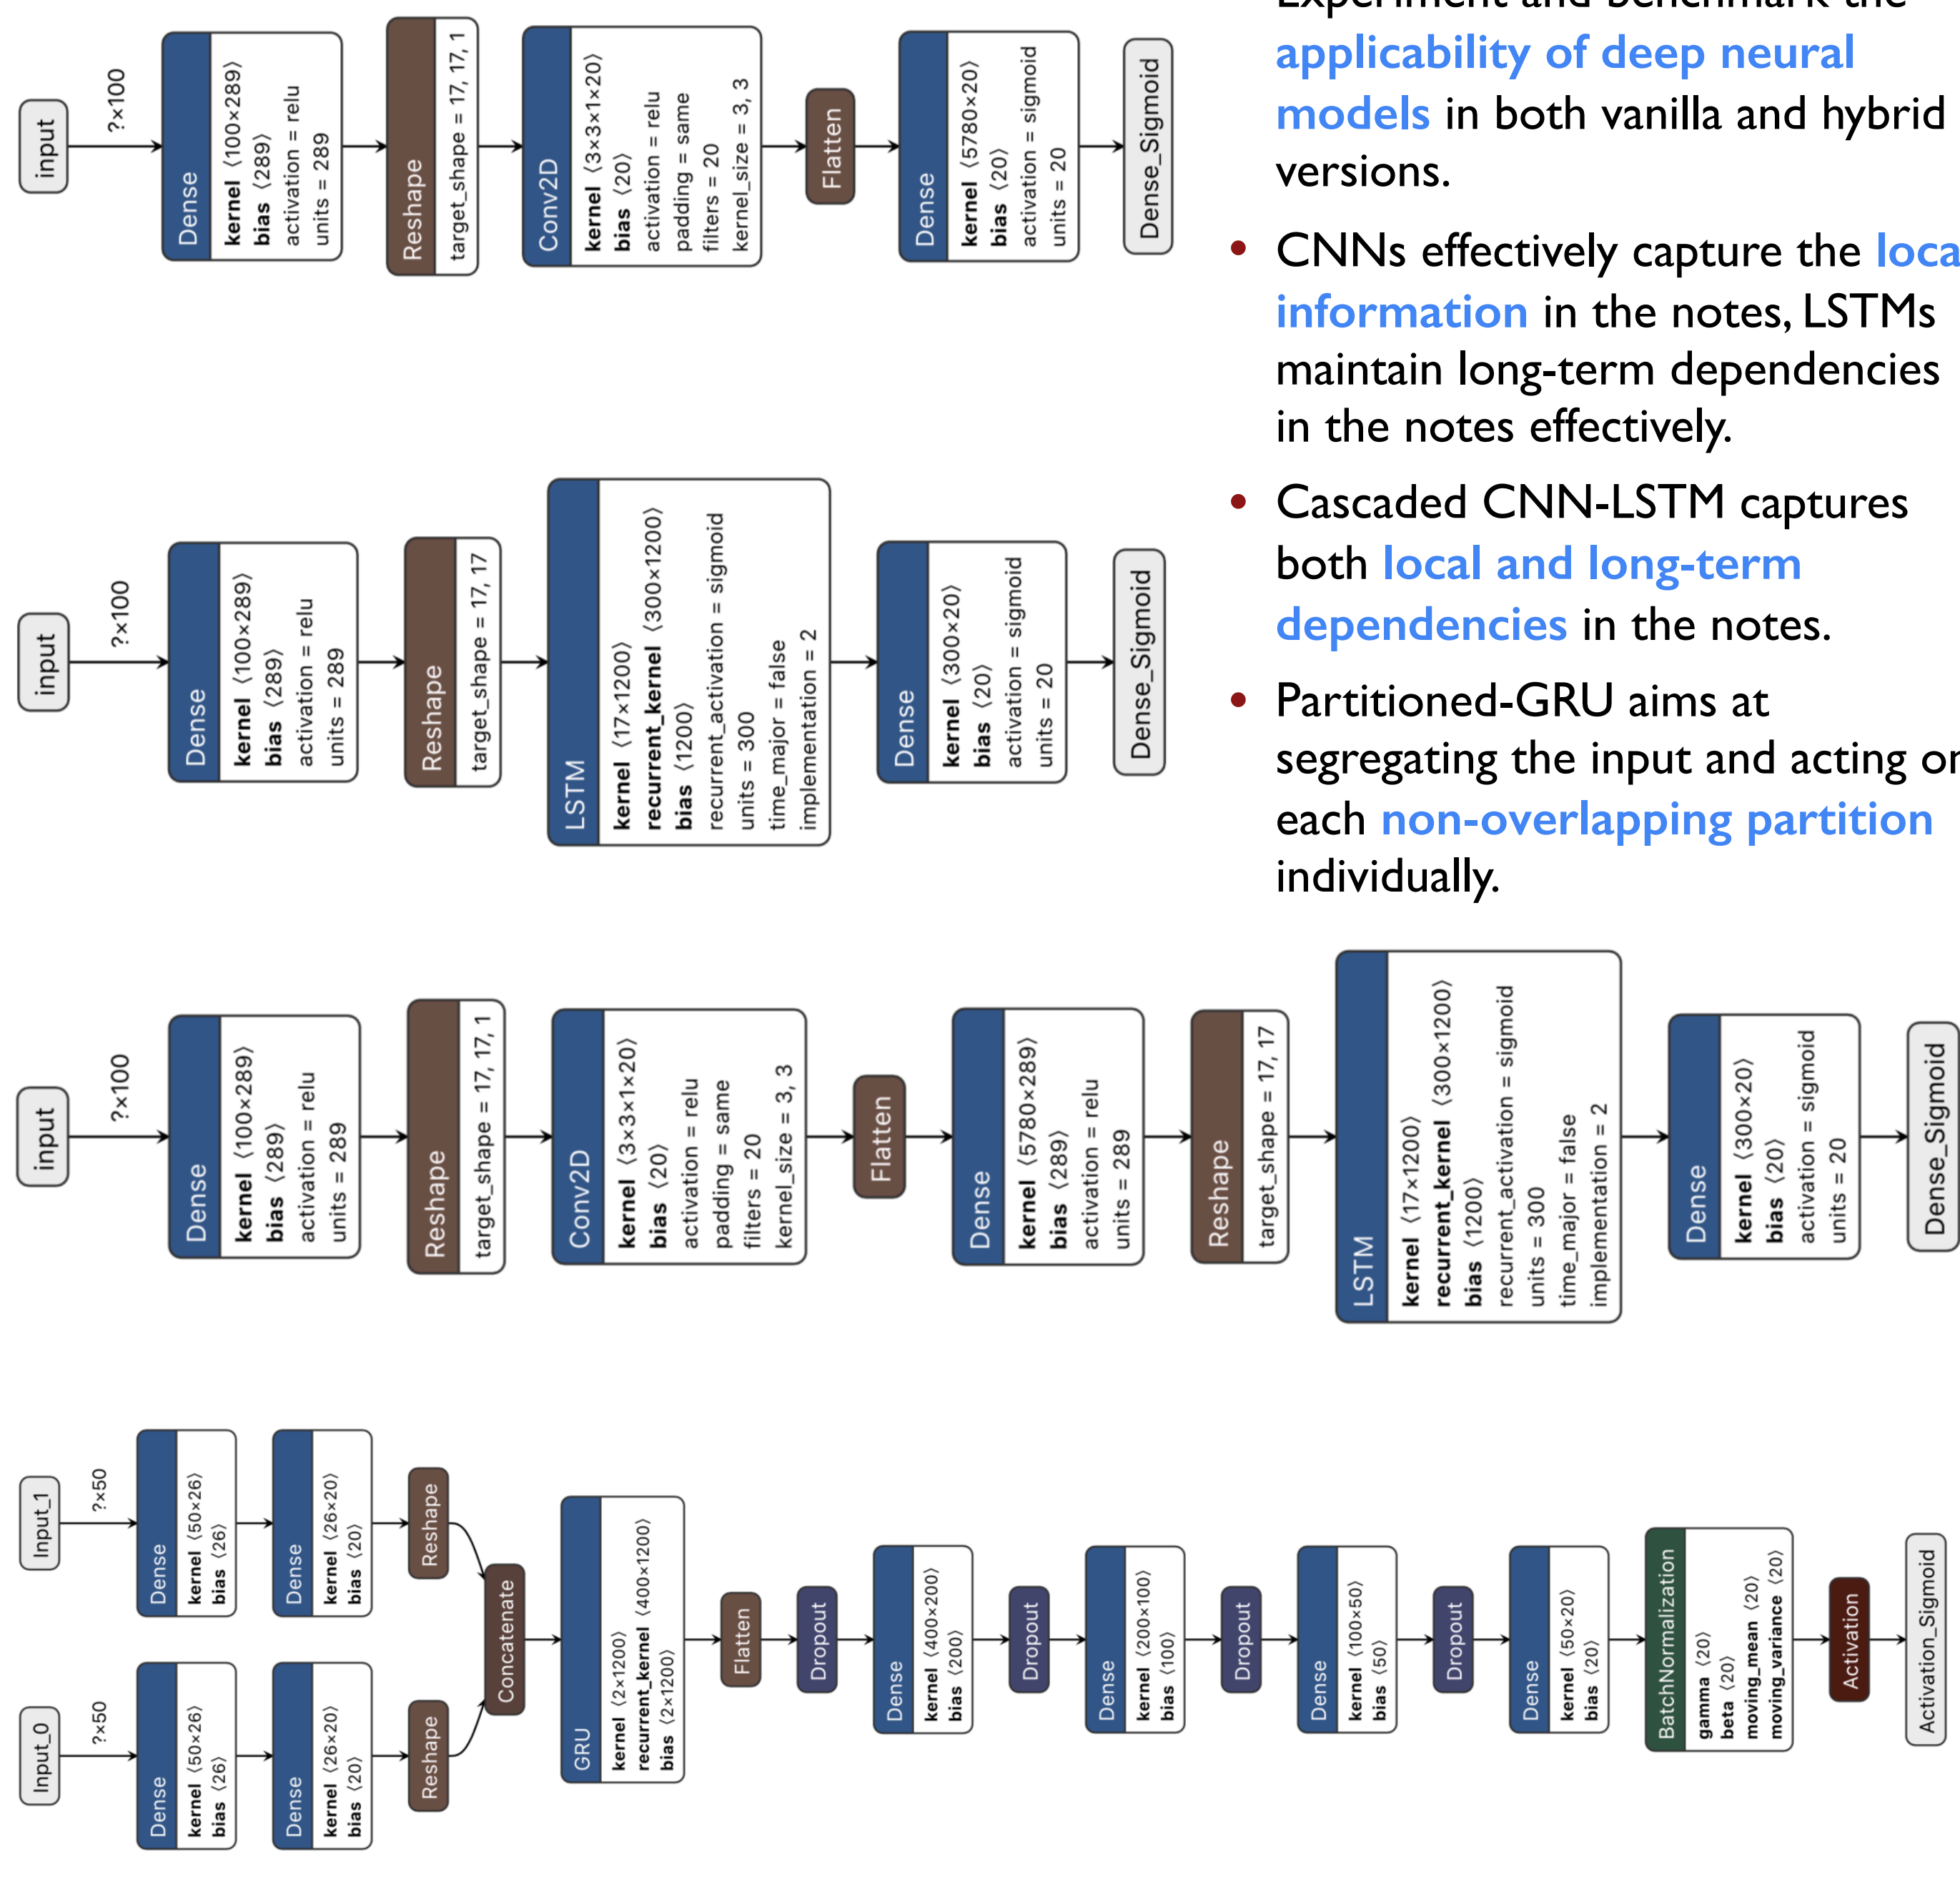 Experiment and benchmark the
applicability of deep neural
models in both vanilla and hybrid
versions.
• CNNs effectively capture the loca
information in the notes, LSTMs
maintain long-term dependencies
in the notes effectively.
• Cascaded CNN-LSTM captures
both local and long-term
dependencies in the notes.
• Partitioned-GRU aims at
segregating the input and acting on
each non-overlapping partition
individually.
input
?×100
Dense
kernel ⟨100×289⟩
bias ⟨289⟩
activation = relu
units = 289
Reshape
target_shape = 17, 17, 1
Conv2D
kernel ⟨3×3×1×20⟩
bias ⟨20⟩
activation = relu
padding = same
filters = 20
kernel_size = 3, 3
Flatten
Dense
kernel ⟨5780×20⟩
bias ⟨20⟩
activation = sigmoid
units = 20
Dense_Sigmoid
input
?×100
Dense
kernel ⟨100×289⟩
bias ⟨289⟩
activation = relu
units = 289
Reshape
target_shape = 17, 17
LSTM
kernel ⟨17×1200⟩
recurrent_kernel ⟨300×1200⟩
bias ⟨1200⟩
recurrent_activation = sigmoid
units = 300
time_major = false
implementation = 2
Dense
kernel ⟨300×20⟩
bias ⟨20⟩
activation = sigmoid
units = 20
Dense_Sigmoid
input
?×100
Dense
kernel ⟨100×289⟩
bias ⟨289⟩
activation = relu
units = 289
Reshape
target_shape = 17, 17, 1
Conv2D
kernel ⟨3×3×1×20⟩
bias ⟨20⟩
activation = relu
padding = same
filters = 20
kernel_size = 3, 3
Flatten
Dense
kernel ⟨5780×289⟩
bias ⟨289⟩
activation = relu
units = 289
Reshape
target_shape = 17, 17
LSTM
kernel ⟨17×1200⟩
recurrent_kernel ⟨300×1200⟩
bias ⟨1200⟩
recurrent_activation = sigmoid
units = 300
time_major = false
implementation = 2
Dense
kernel ⟨300×20⟩
bias ⟨20⟩
activation = sigmoid
units = 20
Dense_Sigmoid
Input_0
?×50
Dense
kernel ⟨50×26⟩
bias ⟨26⟩
Dense
kernel ⟨26×20⟩
bias ⟨20⟩
Reshape
Input_1
?×50
Dense
kernel ⟨50×26⟩
bias ⟨26⟩
Dense
kernel ⟨26×20⟩
bias ⟨20⟩
Reshape
Concatenate
GRU
kernel ⟨2×1200⟩
recurrent_kernel ⟨400×1200⟩
bias ⟨2×1200⟩
Flatten
Dropout
Dense
kernel ⟨400×200⟩
bias ⟨200⟩
Dropout
Dense
kernel ⟨200×100⟩
bias ⟨100⟩
Dropout
Dense
kernel ⟨100×50⟩
bias ⟨50⟩
Dropout
Dense
kernel ⟨50×20⟩
bias ⟨20⟩
BatchNormalization
gamma ⟨20⟩
beta ⟨20⟩
moving_mean ⟨20⟩
moving_variance ⟨20⟩
Activation
Activation_Sigmoid